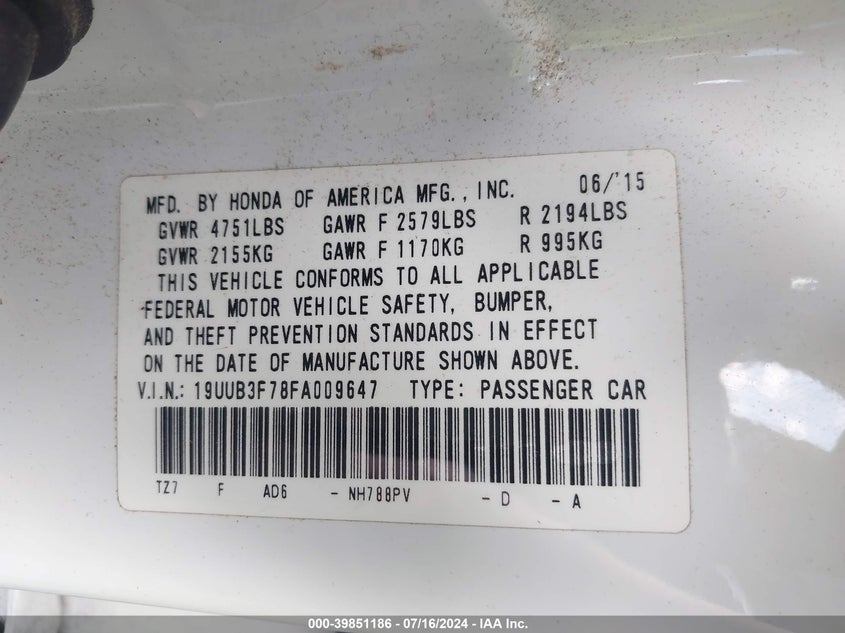 MFD. BY HONDA OF AMERICA MFG., INC. 06/'15
GVWR 4751LBS GAWR F 2579LBS R 2194LBS
GVWR 2155KG GAWR F 1170KG R 995KG
THIS VEHICLE CONFORMS TO ALL APPLICABLE
FEDERAL MOTOR VEHICLE SAFETY, BUMPER,
AND THEFT PREVENTION STANDARDS IN EFFECT
ON THE DATE OF MANUFACTURE SHOWN ABOVE.
V.I.N.: 19UUB3F78FA009647 TYPE: PASSENGER CAR
TZ7 F AD6 - NH788PV - D - A
000-39851186 - 07/16/2024 - IAA Inc.